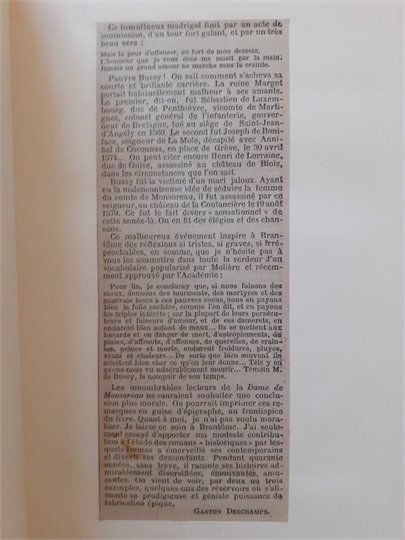 Ce tumultueux madrigal finit par un acte de
soumission, d'un tour fort galant, et par un très
beau vers :
Mais la peur d'offenser, au fort de mon dessein,
L'honneur que je vous dois me saisit par la main.
Jamais un grand amour ne marche sans la crainte.
Pauvre Bussy ! On sait comment s'acheva sa
courte et brillante carrière. La reine Margot
portait habituellement malheur à ses amants.
Le premier, dit-on, fut Sébastien de Luxem-
bourg, duc de Penthièvre, vicomte de Marti-
gues, colonel général de l'infanterie, gouver-
neur de Bretagne, tué au siège de Saint-Jean-
d'Angély en 1569. Le second fut Joseph de Boni-
face, seigneur de La Mole, décapité avec Anni-
bal de Coconnas, en place de Grève, le 30 avril
1574... On peut citer encore Henri de Lorraine,
duc de Guise, assassiné au château de Blois,
dans les circonstances que l'on sait.
Bussy fut la victime d'un mari jaloux. Ayant
eu la malencontreuse idée de séduire la femme
du comte de Monsoreau, il fut assassiné par ce
seigneur, au château de la Coutancière le 19 août
1579. Ce fut le fait divers « sensationnel » de
cette année-là. On en fit des élégies et des chan-
sons.
Ce malheureux événement inspire à Bran-
tôme des réflexions si tristes, si graves, si irré-
prochables, en somme, que je n'hésite pas à
vous les soumettre dans toute la verdeur d'un
vocabulaire popularisé par Molière et récem-
ment approuvé par l'Académie :
Pour fin, je concluray que, si nous faisons des
maux, donnons des tourments, des martyres et des
mauvais tours à ces pauvres cocus, nous en payons
bien la folle enchère, comme l'on dit, et en payons
les triples intérêts ; car la plupart de leurs persé-
cuteurs et faiseurs d'amour, et de ces damerets, en
endurent bien autant de maux... Ils se mettent aux
hasards et en danger de mort, d'estropiements, de
plaies, d'affronts, d'offenses, de querelles, de crain-
tes, peines et morts, endurent froidures, pluyes,
vents et chaleurs... De sorte que bien souvent ils
achètent bien cher ce qu'on leur donne... Tels y en
avons-nous vu misérablement mourir... Témoin M.
de Bussy, le nompair de son temps.
Les innombrables lecteurs de la Dame de
Monsoreau ne sauraient souhaiter une con-
clusion plus morale. On pourrait imprimer ces
remarques en guise d'épigraphe, au frontispice
du livre. Quant à moi, je n'ai pas voulu mora-
liser. Je laisse ce soin à Brantôme. J'ai seule-
ment essayé d'apporter ma modeste contribu-
tion à l'étude des romans « historiques » par les-
quels Dumas a émerveillé ses contemporains
et diverti ses descendants. Pendant quarante
années, sans trêve, il raconte ses histoires ad-
mirablement diversifiées, émouvantes, amu-
santes. On vient de voir, par deux ou trois
exemples, quelques-uns des réservoirs où s'ali-
mente sa prodigieuse et géniale puissance de
fabrication épique.
GASTON DESCHAMPS.